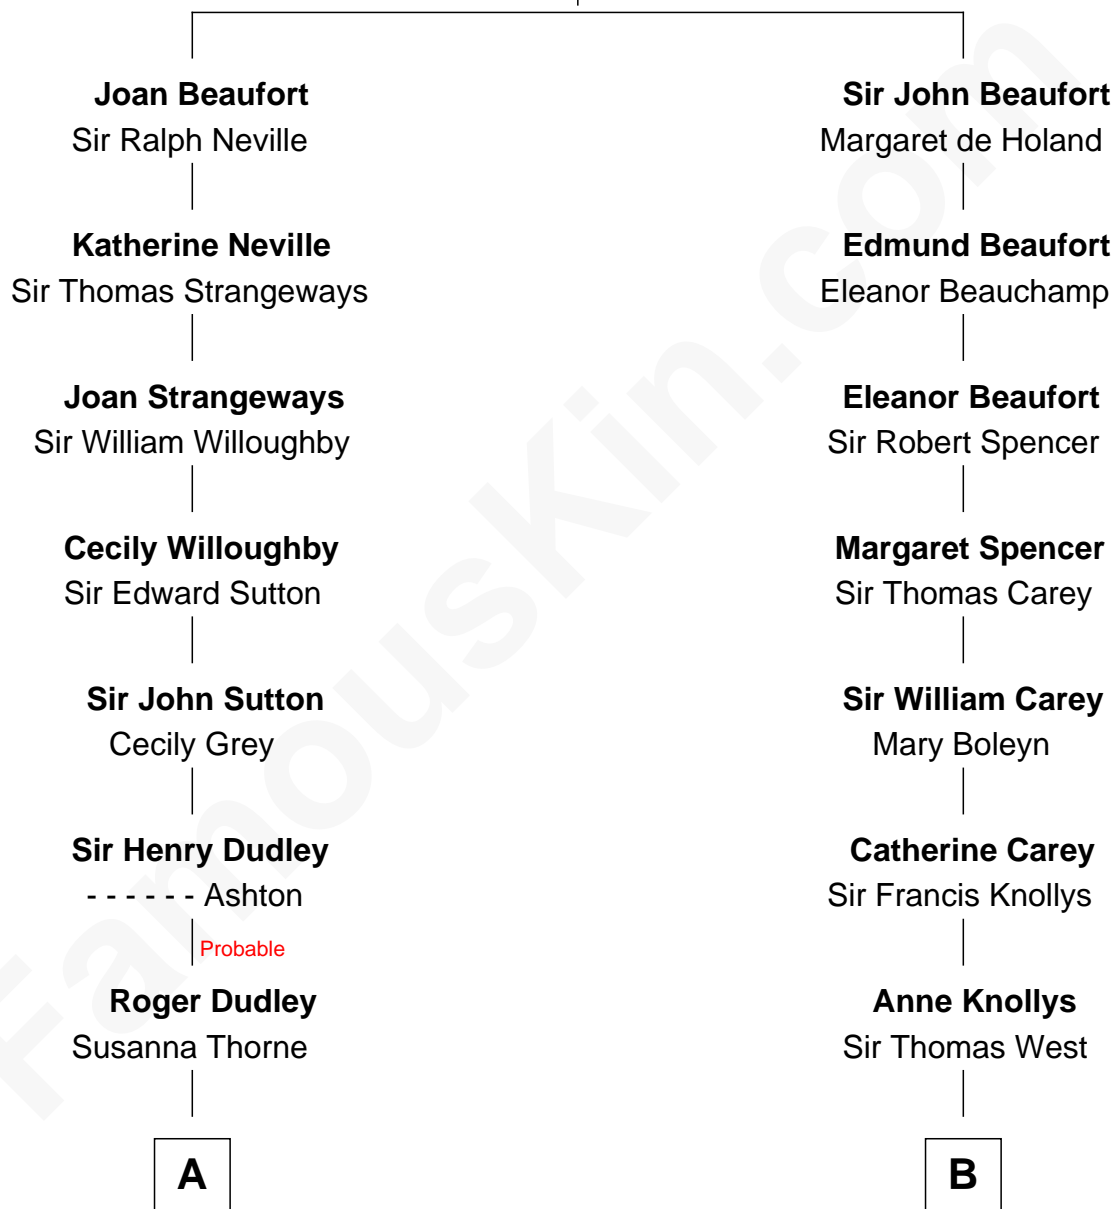 Joan Beaufort
Sir Ralph Neville
Katherine Neville
Sir Thomas Strangeways
Joan Strangeways
Sir William Willoughby
Cecily Willoughby
Sir Edward Sutton
Sir John Sutton
Cecily Grey
Sir Henry Dudley
- - - - - - Ashton
Probable
Roger Dudley
Susanna Thorne
A
Sir John Beaufort
Margaret de Holand
Edmund Beaufort
Eleanor Beauchamp
Eleanor Beaufort
Sir Robert Spencer
Margaret Spencer
Sir Thomas Carey
Sir William Carey
Mary Boleyn
Catherine Carey
Sir Francis Knollys
Anne Knollys
Sir Thomas West
B
FamousKin.com